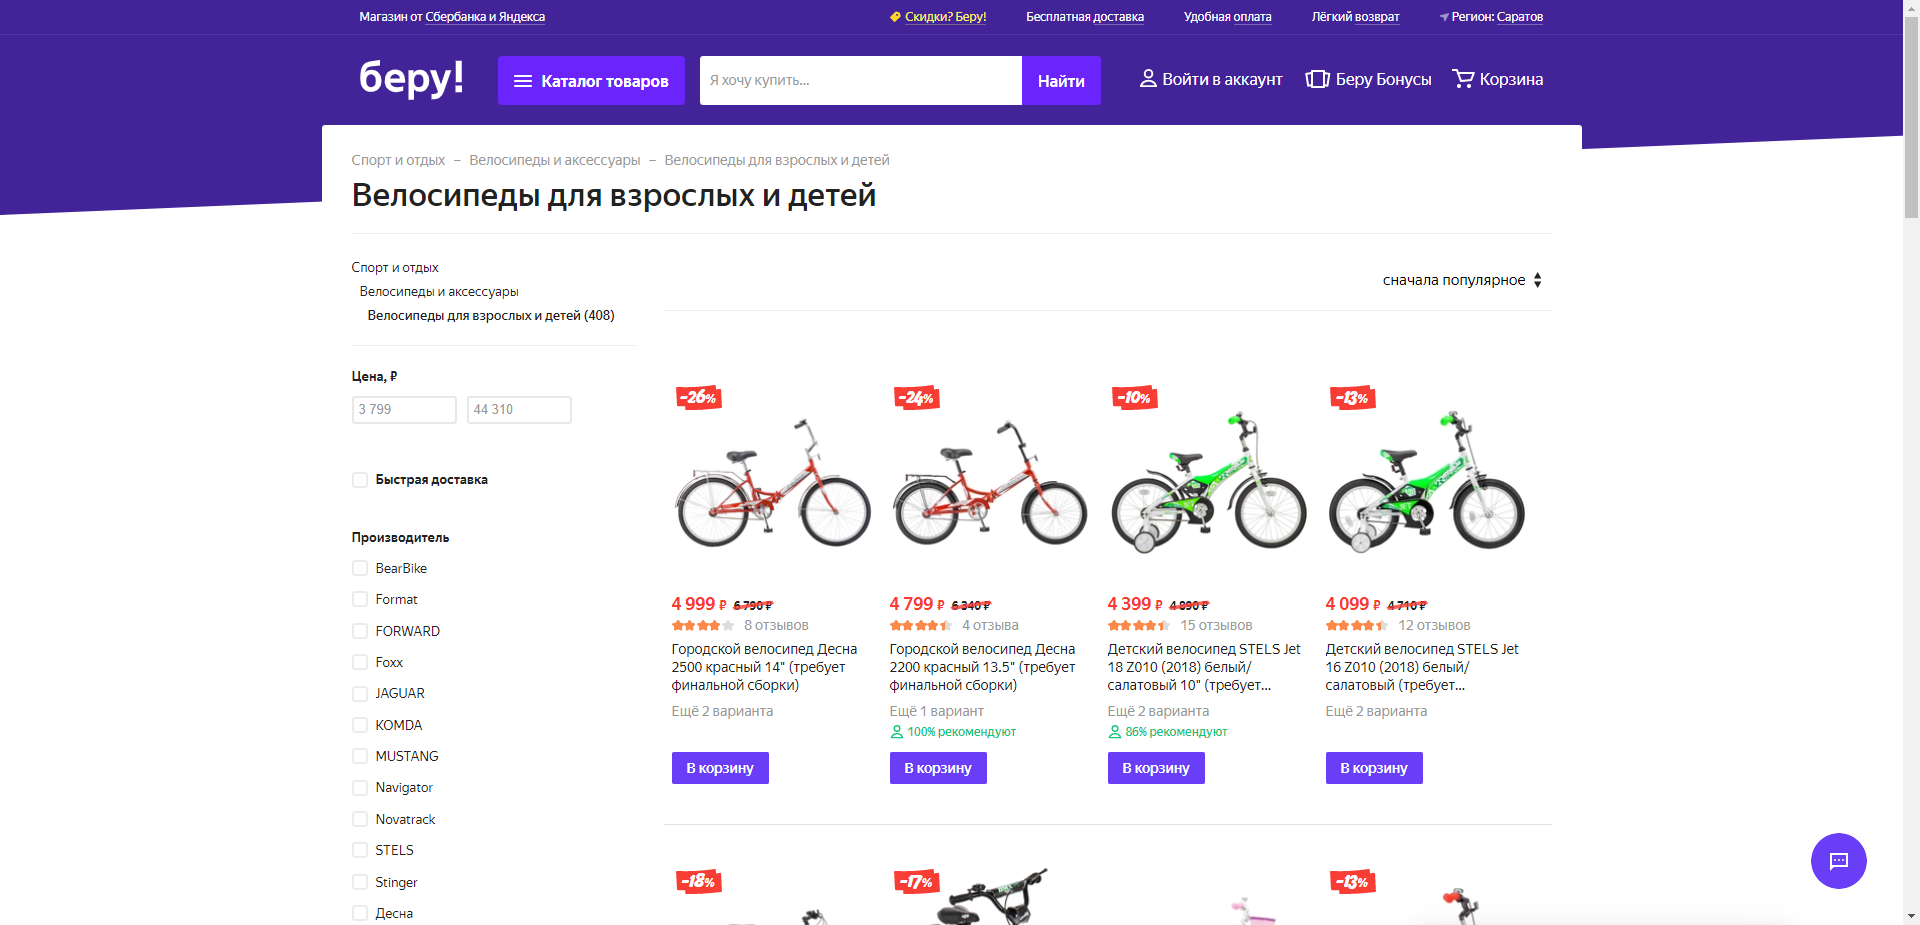 Магазин от Сбербанка и Яндекса
Скидки? Беру!
Бесплатная доставка
Удобная оплата
Лёгкий возврат
Регион: Саратов
беру!
Каталог товаров
Я хочу купить...
Найти
Войти в аккаунт
Беру Бонусы
Корзина
Спорт и отдых – Велосипеды и аксессуары – Велосипеды для взрослых и детей
Велосипеды для взрослых и детей
Спорт и отдых
Велосипеды и аксессуары
Велосипеды для взрослых и детей (408)
Цена, ₽
3 799
44 310
Быстрая доставка
Производитель
BearBike
Format
FORWARD
Foxx
JAGUAR
KOMDA
MUSTANG
Navigator
Novatrack
STELS
Stinger
Десна
сначала популярное
-26%
4 999 ₽ 6 790 ₽
8 отзывов
Городской велосипед Десна
2500 красный 14" (требует
финальной сборки)
Ещё 2 варианта
В корзину
-24%
4 799 ₽ 6 340 ₽
4 отзыва
Городской велосипед Десна
2200 красный 13.5" (требует
финальной сборки)
Ещё 1 вариант
100% рекомендуют
В корзину
-10%
4 399 ₽ 4 890 ₽
15 отзывов
Детский велосипед STELS Jet
18 Z010 (2018) белый/
салатовый 10" (требует...
Ещё 2 варианта
86% рекомендуют
В корзину
-13%
4 099 ₽ 4 710 ₽
12 отзывов
Детский велосипед STELS Jet
16 Z010 (2018) белый/
салатовый (требует...
Ещё 2 варианта
В корзину
-18%
-17%
-13%